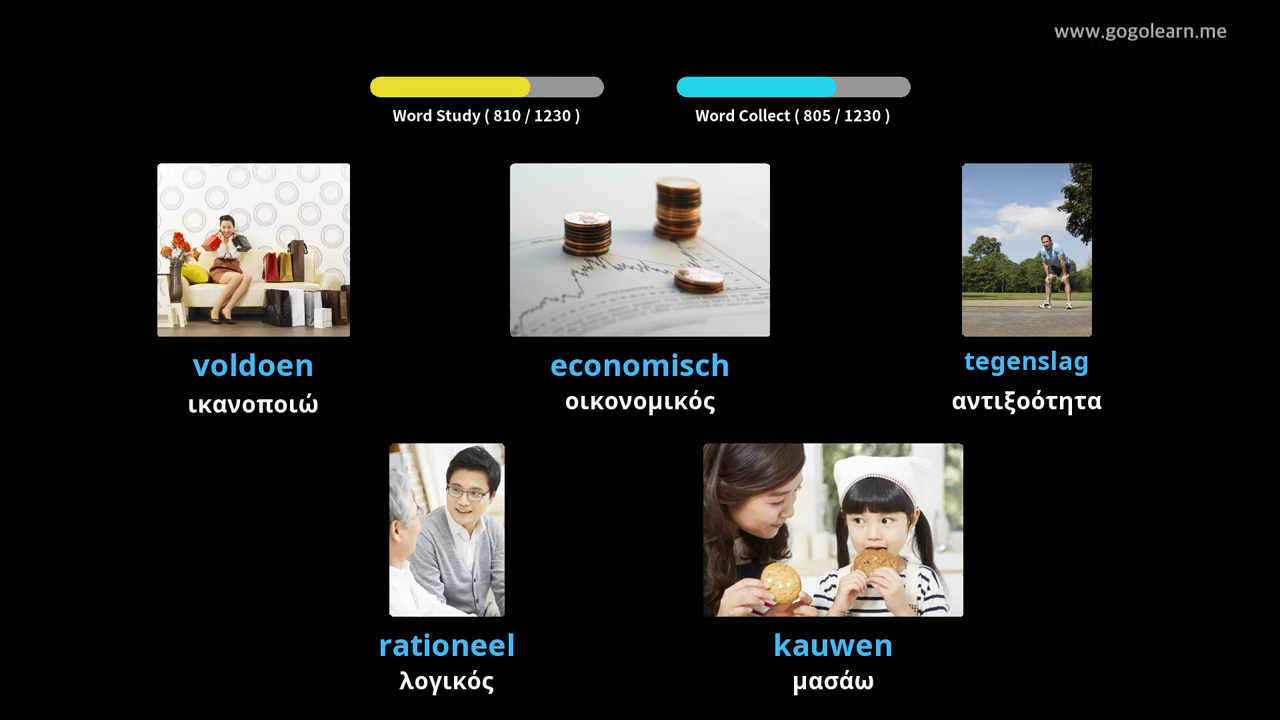 www.gogolearn.me
Word Study ( 810 / 1230 )
Word Collect ( 805 / 1230 )
voldoen
ικανοποιώ
economisch
οικονομικός
tegenslag
αντιξοότητα
rationeel
λογικός
kauwen
μασάω